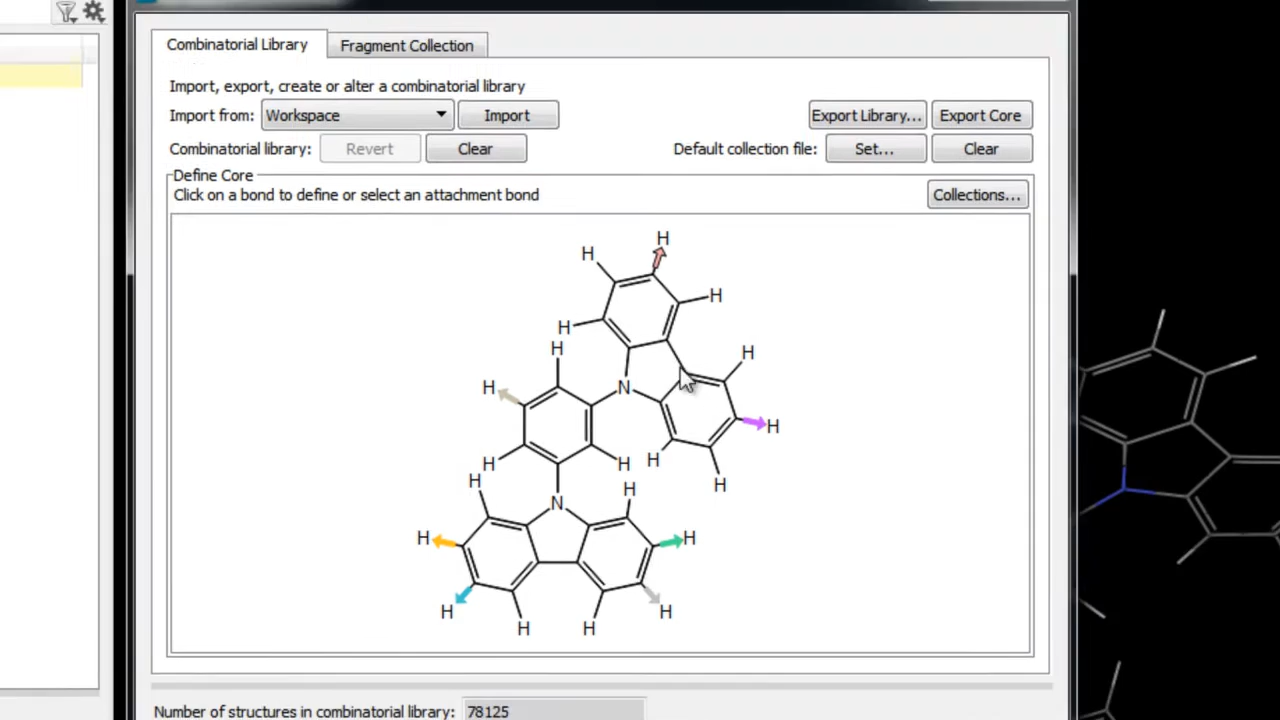 Combinatorial Library Fragment Collection
Import, export, create or alter a combinatorial library
Import from: Workspace Import Export Library... Export Core
Combinatorial library: Revert Clear Default collection file: Set... Clear
Define Core
Click on a bond to define or select an attachment bond Collections...
H
H
H
H
H
H
H N
H
H H H
H H
N
H H
H H
H H
Number of structures in combinatorial library: 78125